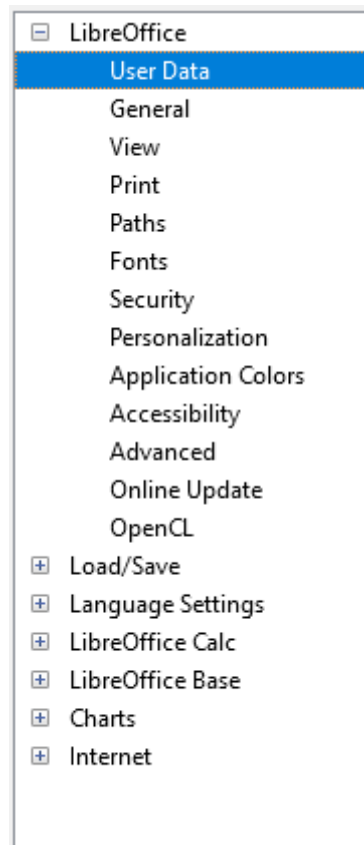 LibreOffice
User Data
General
View
Print
Paths
Fonts
Security
Personalization
Application Colors
Accessibility
Advanced
Online Update
OpenCL
Load/Save
Language Settings
LibreOffice Calc
LibreOffice Base
Charts
Internet